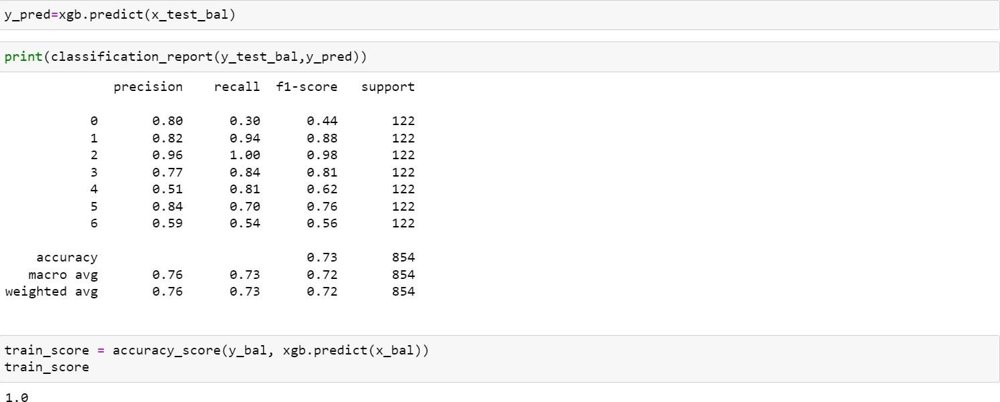 y_pred=xgb.predict(x_test_bal)
print(classification_report(y_test_bal,y_pred))
precision recall f1-score support
0 0.80 0.30 0.44 122
1 0.82 0.94 0.88 122
2 0.96 1.00 0.98 122
3 0.77 0.84 0.81 122
4 0.51 0.81 0.62 122
5 0.84 0.70 0.76 122
6 0.59 0.54 0.56 122
accuracy 0.73 854
macro avg 0.76 0.73 0.72 854
weighted avg 0.76 0.73 0.72 854
train_score = accuracy_score(y_bal, xgb.predict(x_bal))
train_score
1.0